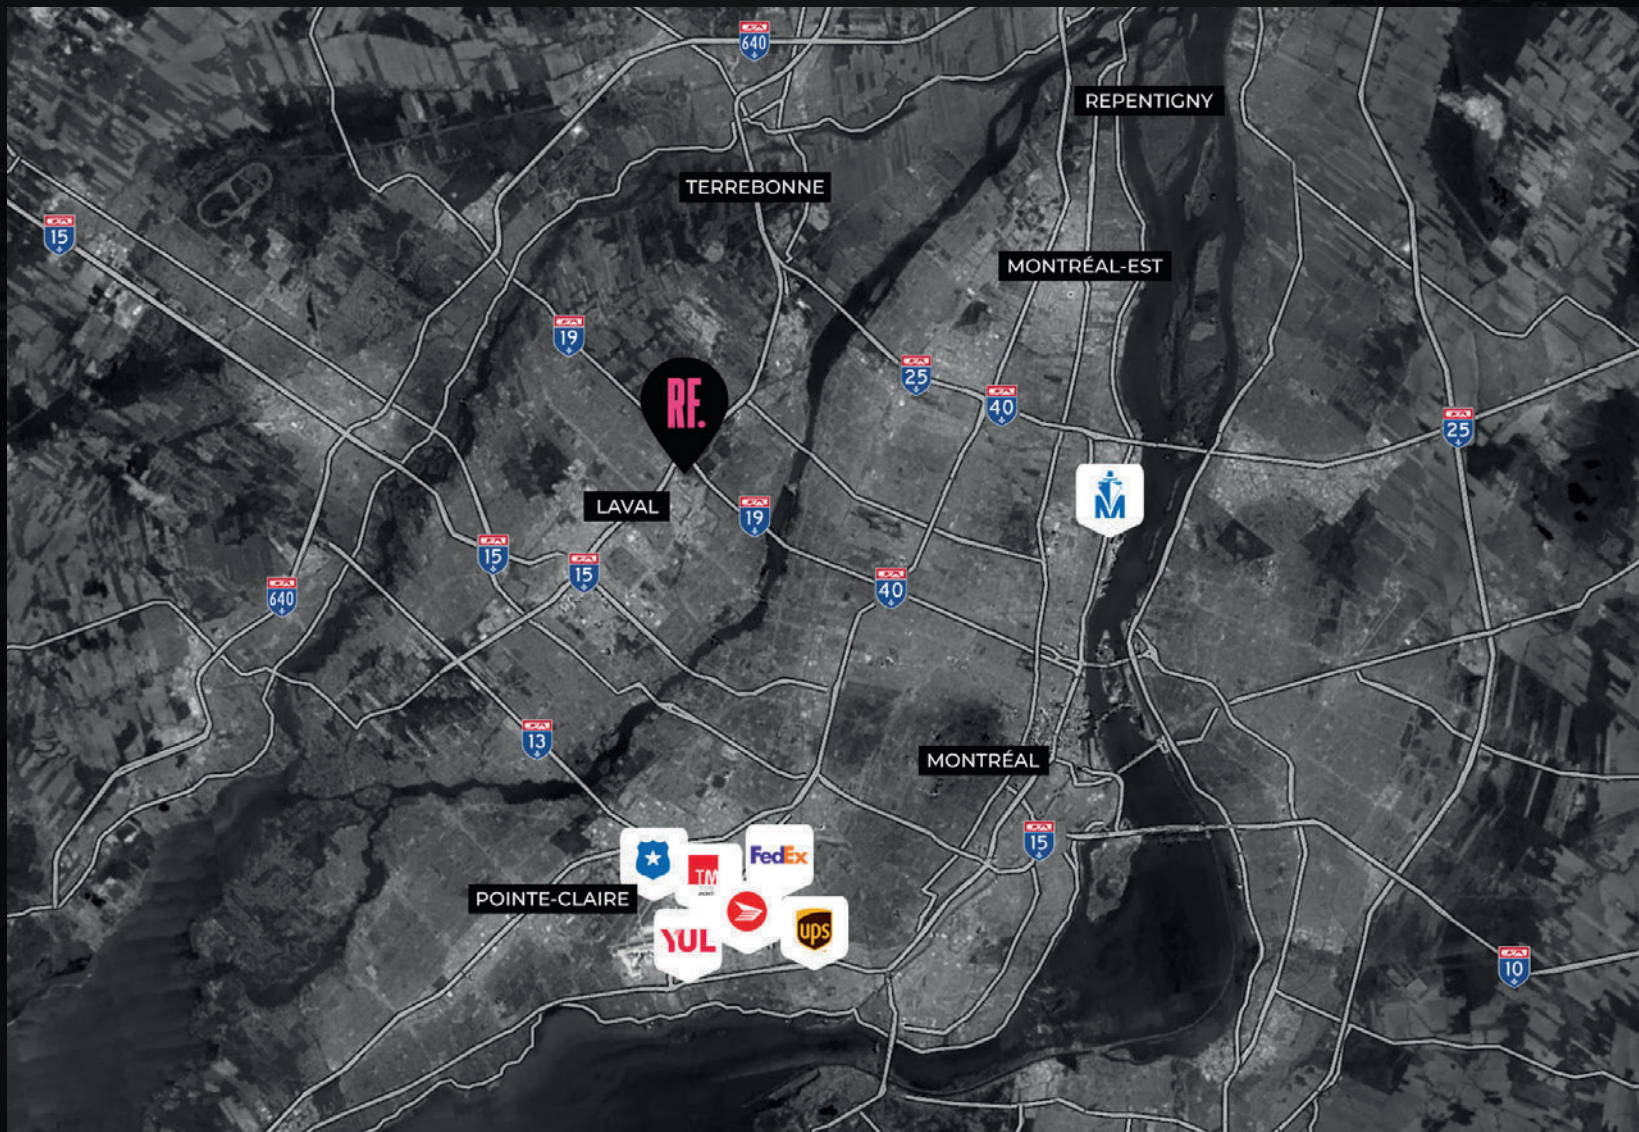 640
REPENTIGNY
TERREBONNE
15
MONTRÉAL-EST
19
25
40
RF.
25
LAVAL
19
M
15
15
40
640
13
MONTRÉAL
15
FedEx
TM
POINTE-CLAIRE
YUL
ups
10